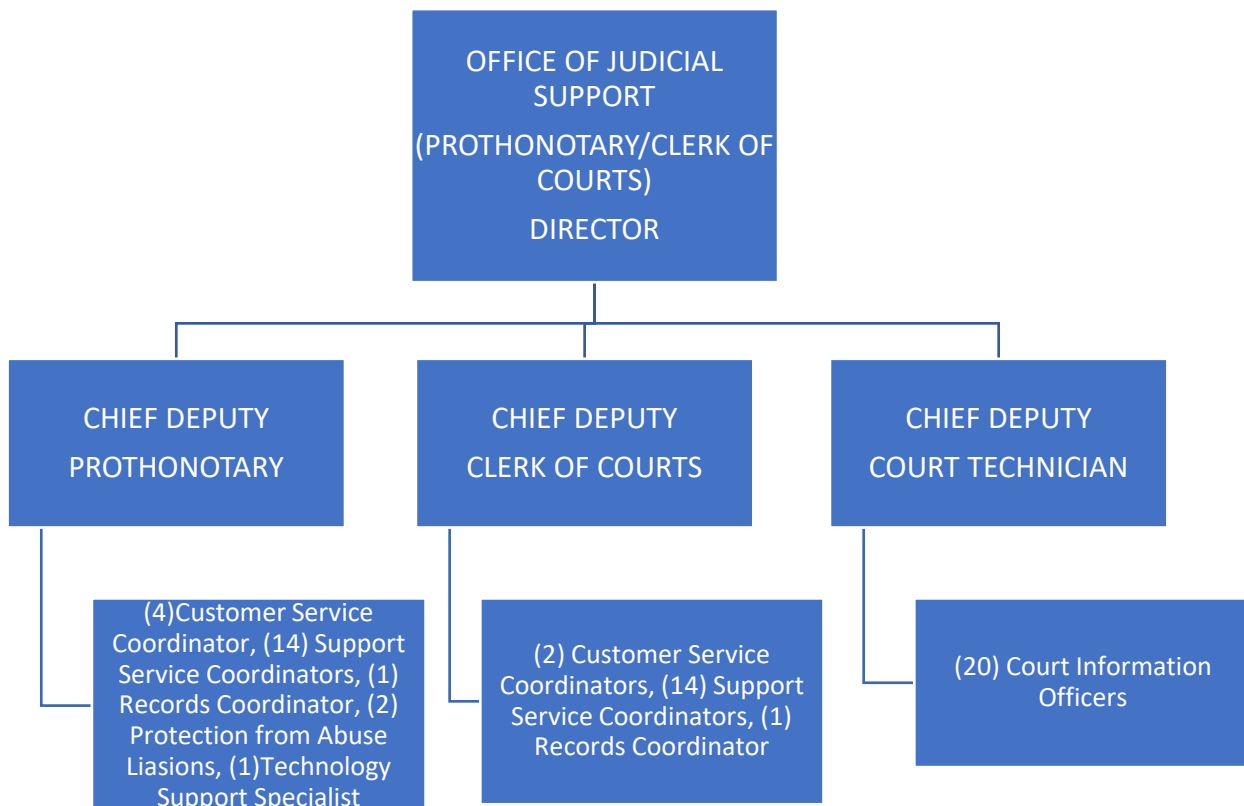 OFFICE OF JUDICIAL
SUPPORT
(PROTHONOTARY/CLERK OF
COURTS)
DIRECTOR
CHIEF DEPUTY
PROTHONOTARY
CHIEF DEPUTY
CLERK OF COURTS
CHIEF DEPUTY
COURT TECHNICIAN
(4)Customer Service
Coordinator, (14) Support
Service Coordinators, (1)
Records Coordinator, (2)
Protection from Abuse
Liasions, (1)Technology
Support Specialist
(2) Customer Service
Coordinators, (14) Support
Service Coordinators, (1)
Records Coordinator
(20) Court Information
Officers